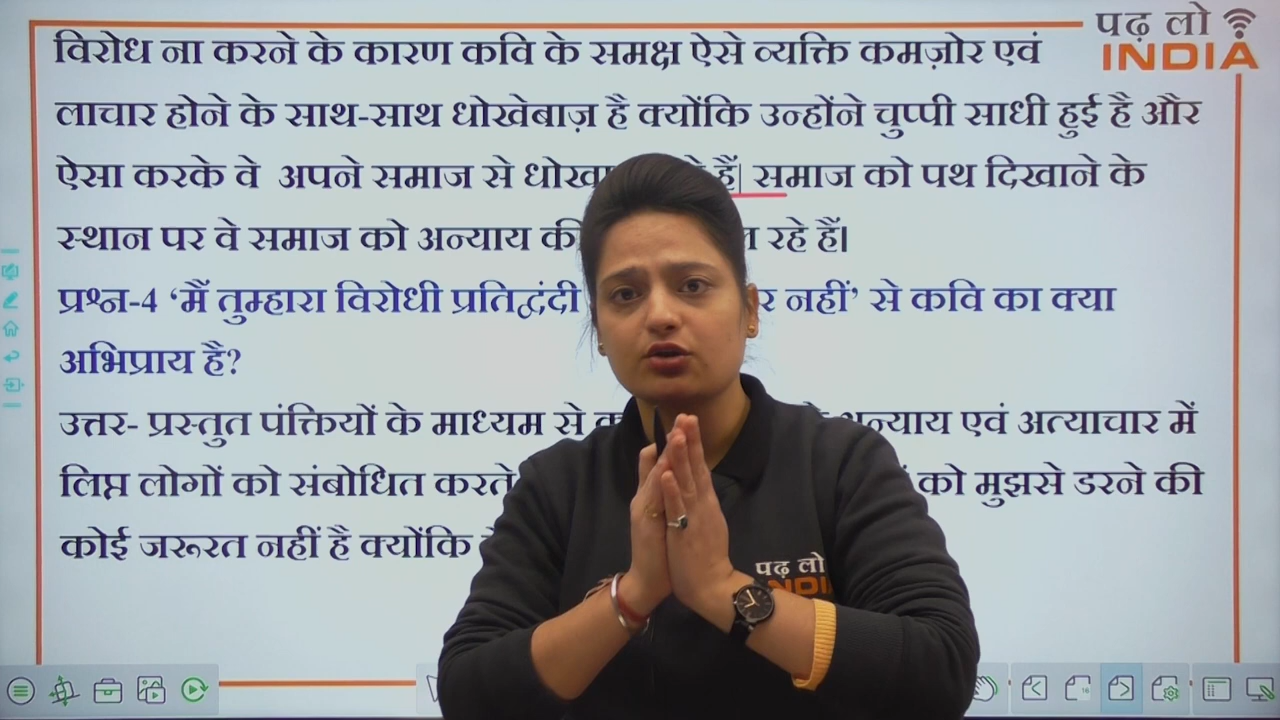 पढ़ लो
INDIA
विरोध ना करने के कारण कवि के समक्ष ऐसे व्यक्ति कमज़ोर एवं
लाचार होने के साथ-साथ धोखेबाज़ है क्योंकि उन्होंने चुप्पी साधी हुई है और
ऐसा करके वे अपने समाज से हैं| समाज को पथ दिखाने के
स्थान पर वे समाज को अन्याय की रहे हैं।
प्रश्न-4 ‘मैं तुम्हारा विरोधी प्रतिद्वंदी नहीं’ से कवि का क्या
अभिप्राय है?
उत्तर- प्रस्तुत पंक्तियों के माध्यम से अन्याय एवं अत्याचार में
लिप्त लोगों को संबोधित करते को मुझसे डरने की
कोई जरूरत नहीं है क्योंकि
पढ़ लो
INDI
16